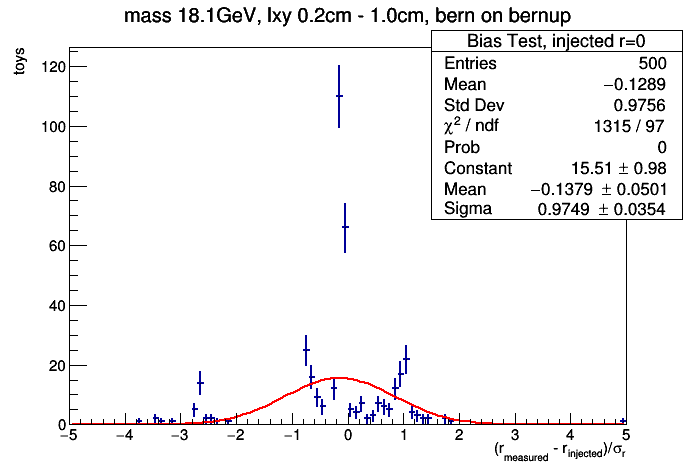 mass 18.1GeV, lxy 0.2cm - 1.0cm, bern on bernup
Bias Test, injected r=0
Entries 500
Mean −0.1289
Std Dev 0.9756
χ² / ndf 1315 / 97
Prob 0
Constant 15.51 ± 0.98
Mean −0.1379 ± 0.0501
Sigma 0.9749 ± 0.0354
toys
120
100
80
60
40
20
0
−5 −4 −3 −2 −1 0 1 2 3 4 5
(r_measured - r_injected)/σ_r